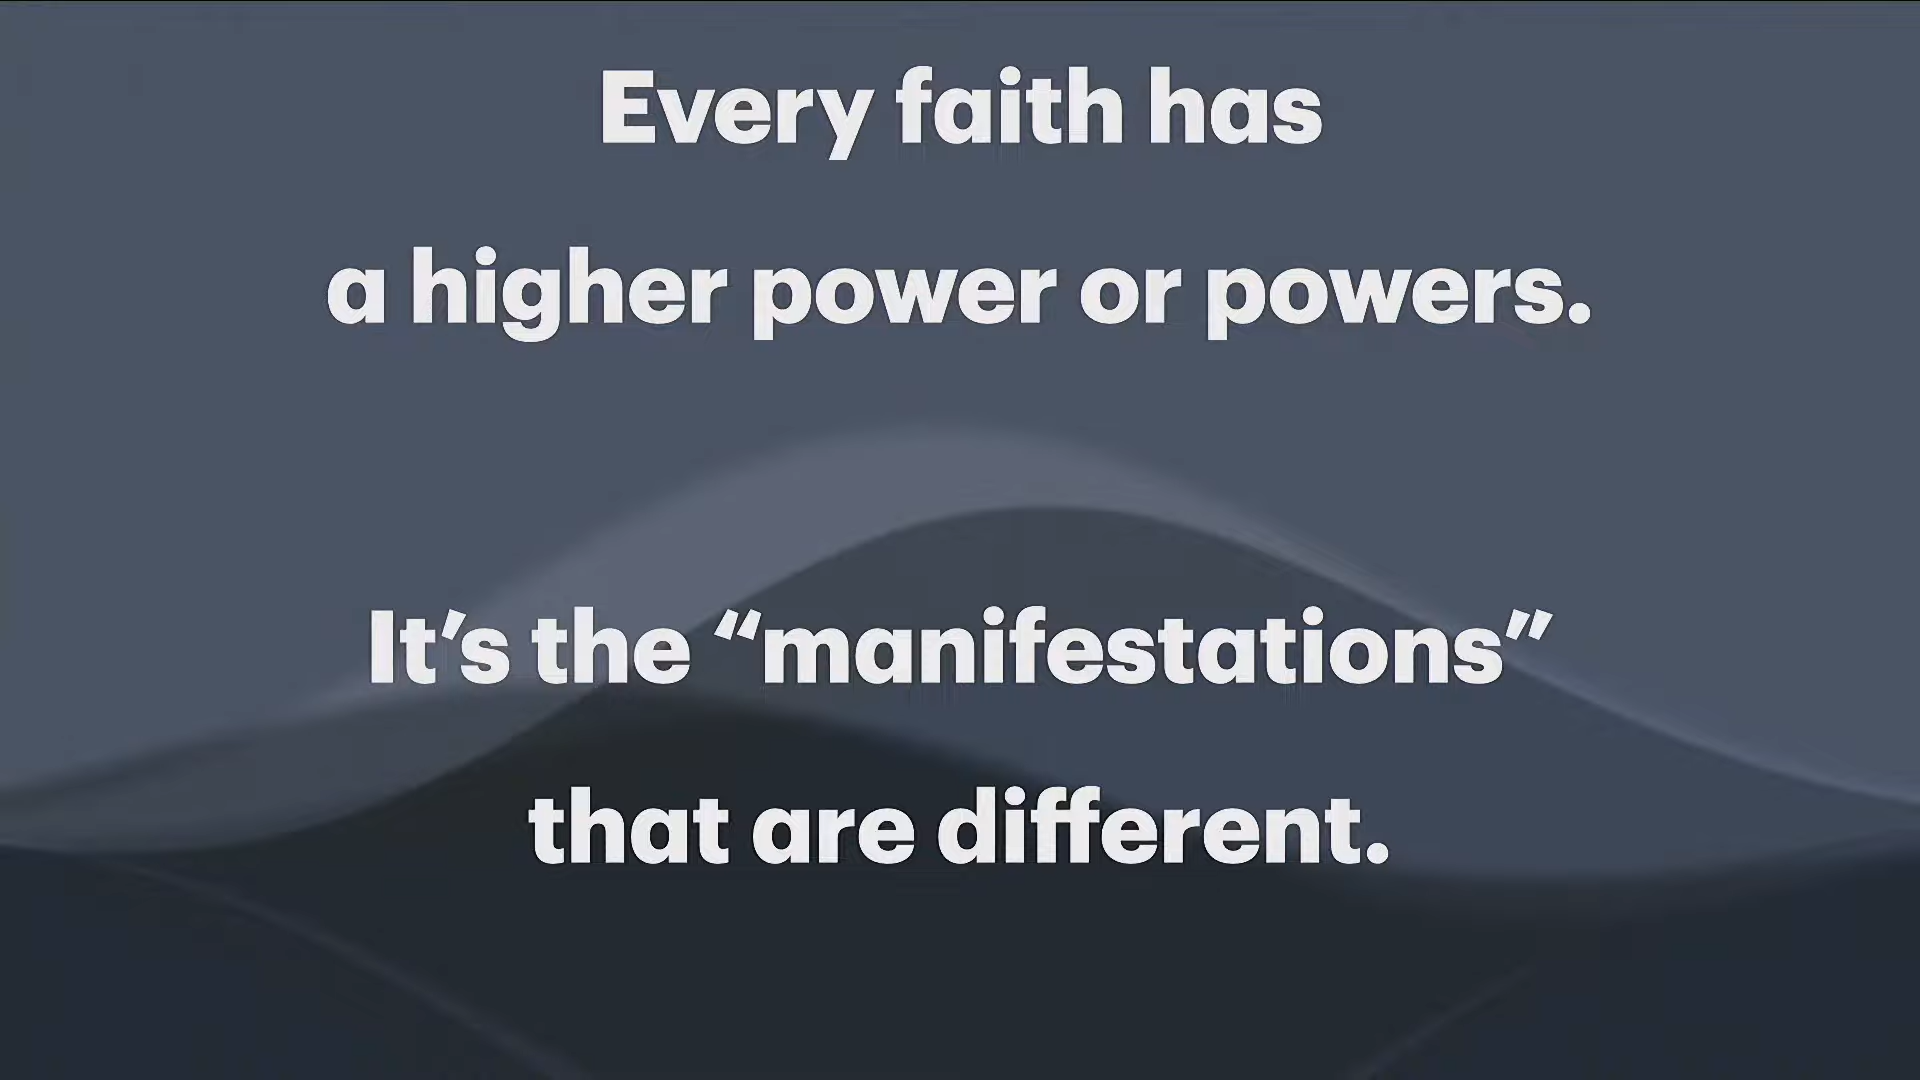 Every faith has
a higher power or powers.
It’s the “manifestations”
that are different.